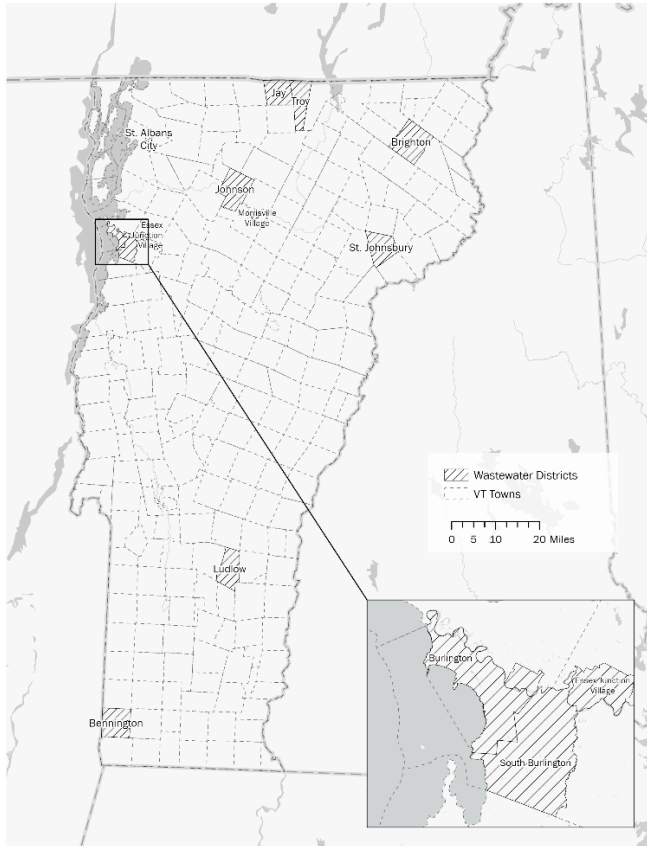 Jay
Troy
St. Albans
City
Brighton
Johnson
Morrisville
Village
Essex
Junction
Village
St. Johnsbury
Wastewater Districts
VT Towns
0 5 10 20 Miles
Ludlow
Burlington
Essex Junction
Village
South Burlington
Bennington